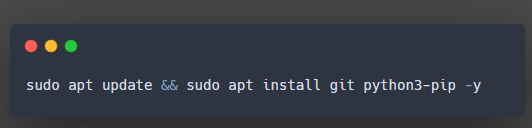 sudo apt update && sudo apt install git python3-pip -y